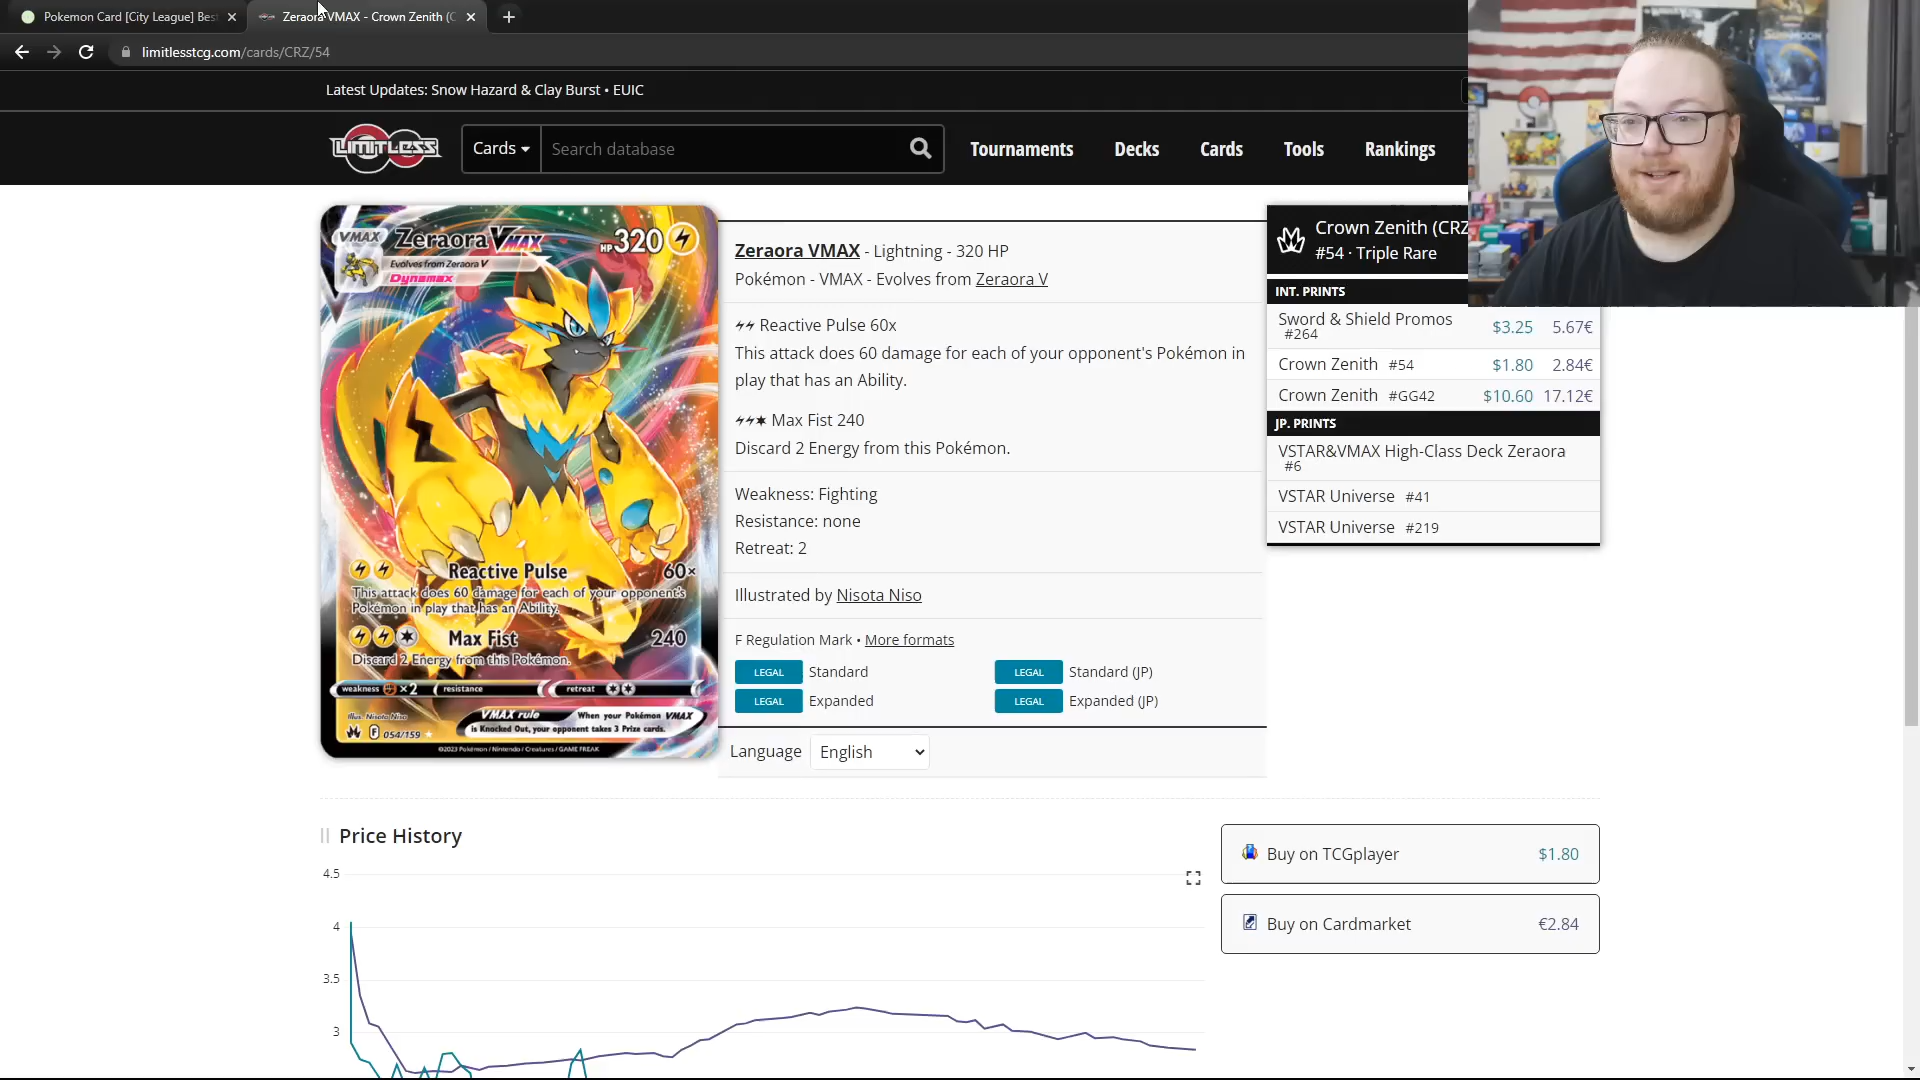 Pokemon Card [City League] Bes
Zeraora VMAX - Crown Zenith (C
limitlesstcg.com/cards/CRZ/54
Latest Updates: Snow Hazard & Clay Burst • EUIC
LIMITLESS
Cards
Search database
Tournaments
Decks
Cards
Tools
Rankings
VMAX
Zeraora VMAX
HP 320
Evolves from Zeraora V
Dynamax
Reactive Pulse 60×
This attack does 60 damage for each of your opponent's
Pokémon in play that has an Ability.
Max Fist 240
Discard 2 Energy from this Pokémon.
weakness ×2 resistance retreat
Illus. Nisota Niso
VMAX rule When your Pokémon VMAX
is Knocked Out, your opponent takes 3 Prize cards.
F 054/159
©2023 Pokémon / Nintendo / Creatures / GAME FREAK
Zeraora VMAX - Lightning - 320 HP
Pokémon - VMAX - Evolves from Zeraora V
Reactive Pulse 60x
This attack does 60 damage for each of your opponent's Pokémon in
play that has an Ability.
Max Fist 240
Discard 2 Energy from this Pokémon.
Weakness: Fighting
Resistance: none
Retreat: 2
Illustrated by Nisota Niso
F Regulation Mark • More formats
LEGAL Standard
LEGAL Standard (JP)
LEGAL Expanded
LEGAL Expanded (JP)
Language English
Crown Zenith (CRZ
#54 · Triple Rare
INT. PRINTS
Sword & Shield Promos
#264
$3.25 5.67€
Crown Zenith #54 $1.80 2.84€
Crown Zenith #GG42 $10.60 17.12€
JP. PRINTS
VSTAR&VMAX High-Class Deck Zeraora
#6
VSTAR Universe #41
VSTAR Universe #219
Price History
4.5
4
3.5
3
Buy on TCGplayer $1.80
Buy on Cardmarket €2.84